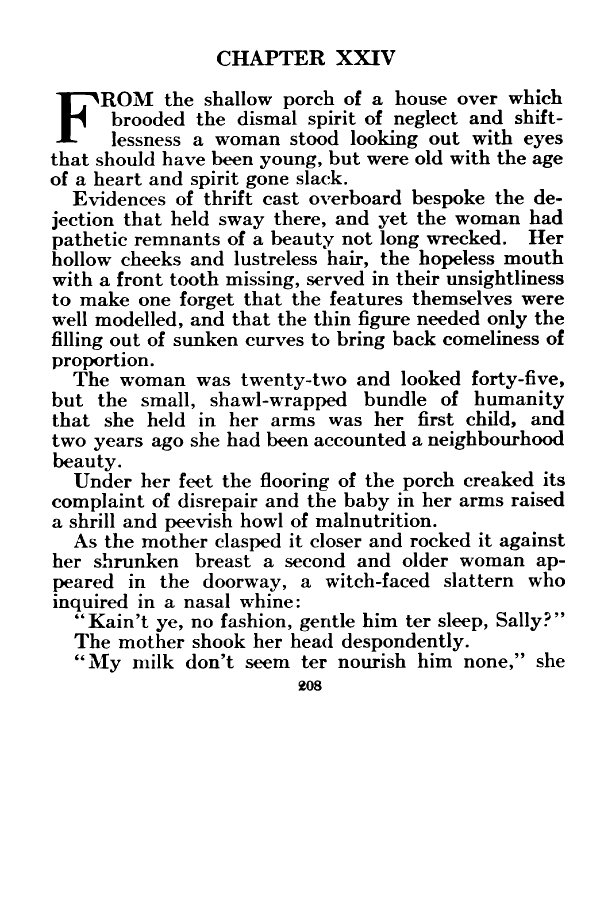 CHAPTER XXIV
FROM the shallow porch of a house over which
brooded the dismal spirit of neglect and shift-
lessness a woman stood looking out with eyes
that should have been young, but were old with the age
of a heart and spirit gone slack.
Evidences of thrift cast overboard bespoke the de-
jection that held sway there, and yet the woman had
pathetic remnants of a beauty not long wrecked. Her
hollow cheeks and lustreless hair, the hopeless mouth
with a front tooth missing, served in their unsightliness
to make one forget that the features themselves were
well modelled, and that the thin figure needed only the
filling out of sunken curves to bring back comeliness of
proportion.
The woman was twenty-two and looked forty-five,
but the small, shawl-wrapped bundle of humanity
that she held in her arms was her first child, and
two years ago she had been accounted a neighbourhood
beauty.
Under her feet the flooring of the porch creaked its
complaint of disrepair and the baby in her arms raised
a shrill and peevish howl of malnutrition.
As the mother clasped it closer and rocked it against
her shrunken breast a second and older woman ap-
peared in the doorway, a witch-faced slattern who
inquired in a nasal whine:
"Kain't ye, no fashion, gentle him ter sleep, Sally?"
The mother shook her head despondently.
"My milk don't seem ter nourish him none," she
208